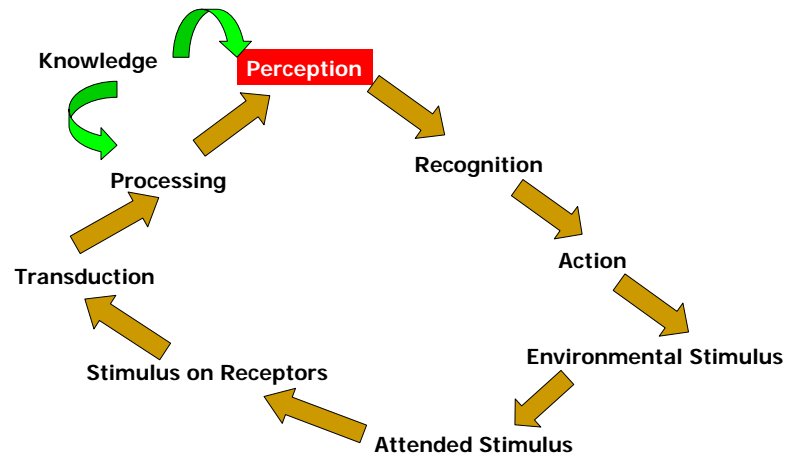 Knowledge
Perception
Recognition
Processing
Action
Transduction
Environmental Stimulus
Stimulus on Receptors
Attended Stimulus